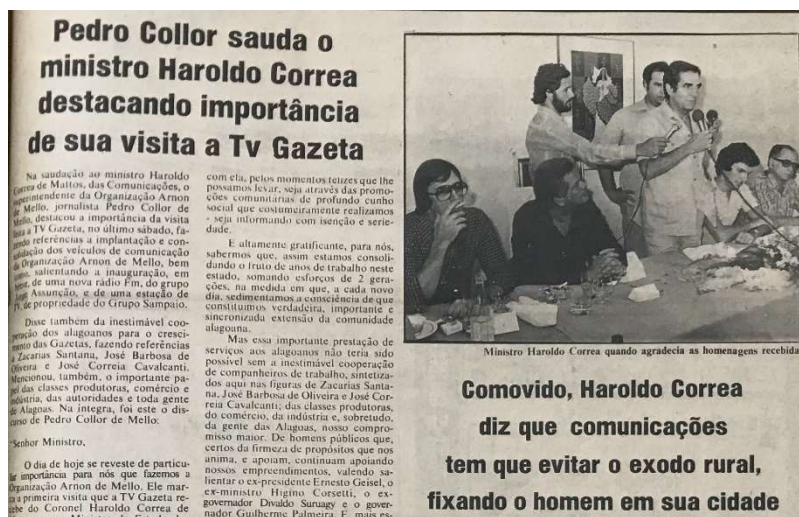 Pedro Collor sauda o
ministro Haroldo Correa
destacando importância
de sua visita a Tv Gazeta
Na saudação ao ministro Haroldo
Correa de Mattos, das Comunicações, o
superintendente da Organização Arnon
de Mello, jornalista Pedro Collor de
Mello, destacou a importância da visita
a TV Gazeta, no último sábado, fa-
zendo referências a implantação e con-
solidação dos veículos de comunicação
da Organização Arnon de Mello, bem
salientando a inauguração, em
de uma nova rádio Fm, do grupo
Assunção, e de uma estação de
TV, de propriedade do Grupo Sampaio.
Disse também da inestimável coo-
peração dos alagoanos para o cresci-
mento das Gazetas, fazendo referências
a Zacarias Santana, José Barbosa de
Oliveira e José Correia Cavalcanti.
Mencionou, também, o importante pa-
pel das classes produtoras, comércio e
indústria, das autoridades e toda gente
de Alagoas. Na íntegra, foi este o dis-
curso de Pedro Collor de Mello:
"Senhor Ministro,
O dia de hoje se reveste de particu-
lar importância para nós que fazemos a
Organização Arnon de Mello. Ele mar-
ca a primeira visita que a TV Gazeta re-
cebe do Coronel Haroldo Correa de
com ela, pelos momentos felizes que lhe
possamos levar, seja através das promo-
ções comunitárias de profundo cunho
social que costumeiramente realizamos
- seja informando com isenção e serie-
dade.
E altamente gratificante, para nós,
sabermos que, assim estamos consoli-
dando o fruto de anos de trabalho neste
estado, somando esforços de 2 gera-
ções, na medida em que, a cada novo
dia, sedimentamos a consciência de que
constituimos verdadeira, importante e
sincronizada extensão da comunidade
alagoana.
Mas essa importante prestação de
serviços aos alagoanos não teria sido
possível sem a inestimável cooperação
de companheiros de trabalho, sintetiza-
dos aqui nas figuras de Zacarias Santa-
na, José Barbosa de Oliveira e José Cor-
reia Cavalcanti; das classes produtoras,
do comércio, da indústria e, sobretudo,
da gente das Alagoas, nosso compro-
misso maior. De homens públicos que,
certos da firmeza de propósitos que nos
anima, e apoiam, continuam apoiando
nossos empreendimentos, valendo sa-
lientar o ex-presidente Ernesto Geisel, o
ex-ministro Higino Corsetti, o ex-
governador Divaldo Suruagy e o gover-
nador Guilherme Palmeira. E, mais es-
Ministro Haroldo Correa quando agradecia as homenagens recebida
Comovido, Haroldo Correa
diz que comunicações
tem que evitar o exodo rural,
fixando o homem em sua cidade